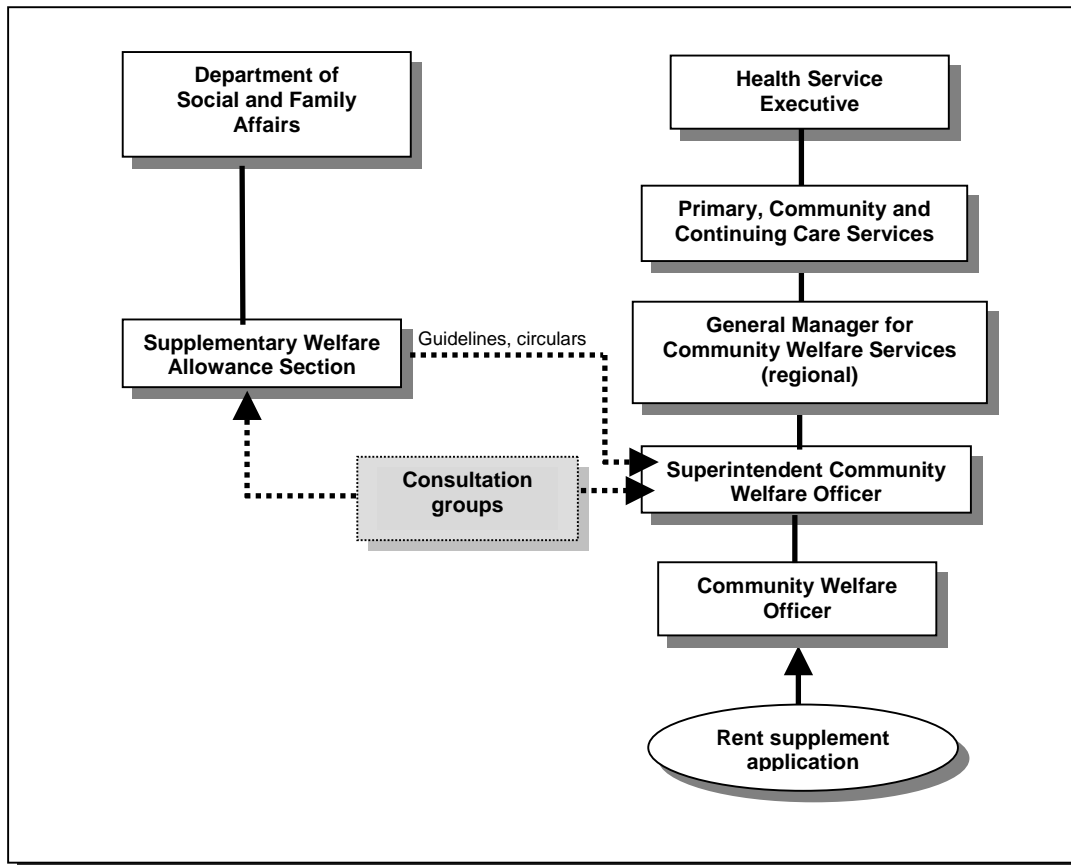 Department of
Social and Family
Affairs
Health Service
Executive
Primary, Community and
Continuing Care Services
General Manager for
Community Welfare Services
(regional)
Supplementary Welfare
Allowance Section
Guidelines, circulars
Consultation
groups
Superintendent Community
Welfare Officer
Community Welfare
Officer
Rent supplement
application